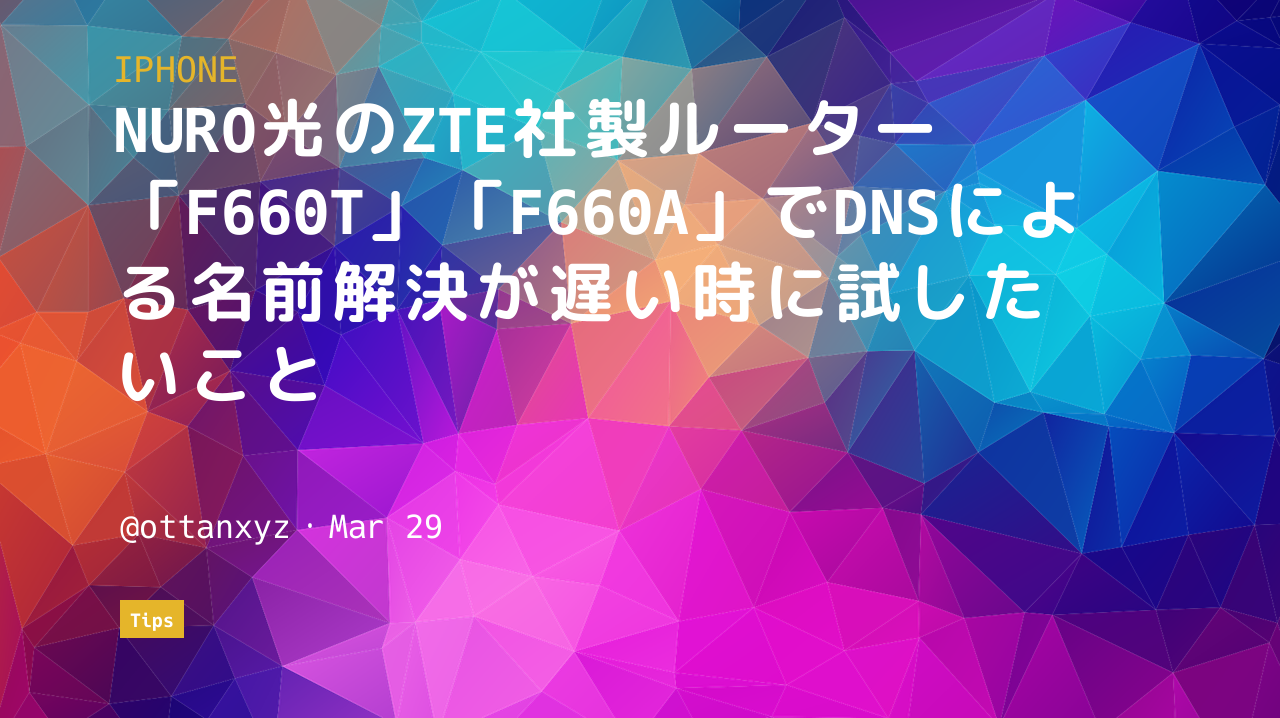 IPHONE
NURO光のZTE社製ルーター
「F660T」「F660A」でDNSによ
る名前解決が遅い時に試した
いこと
@ottanxyz・Mar 29
Tips